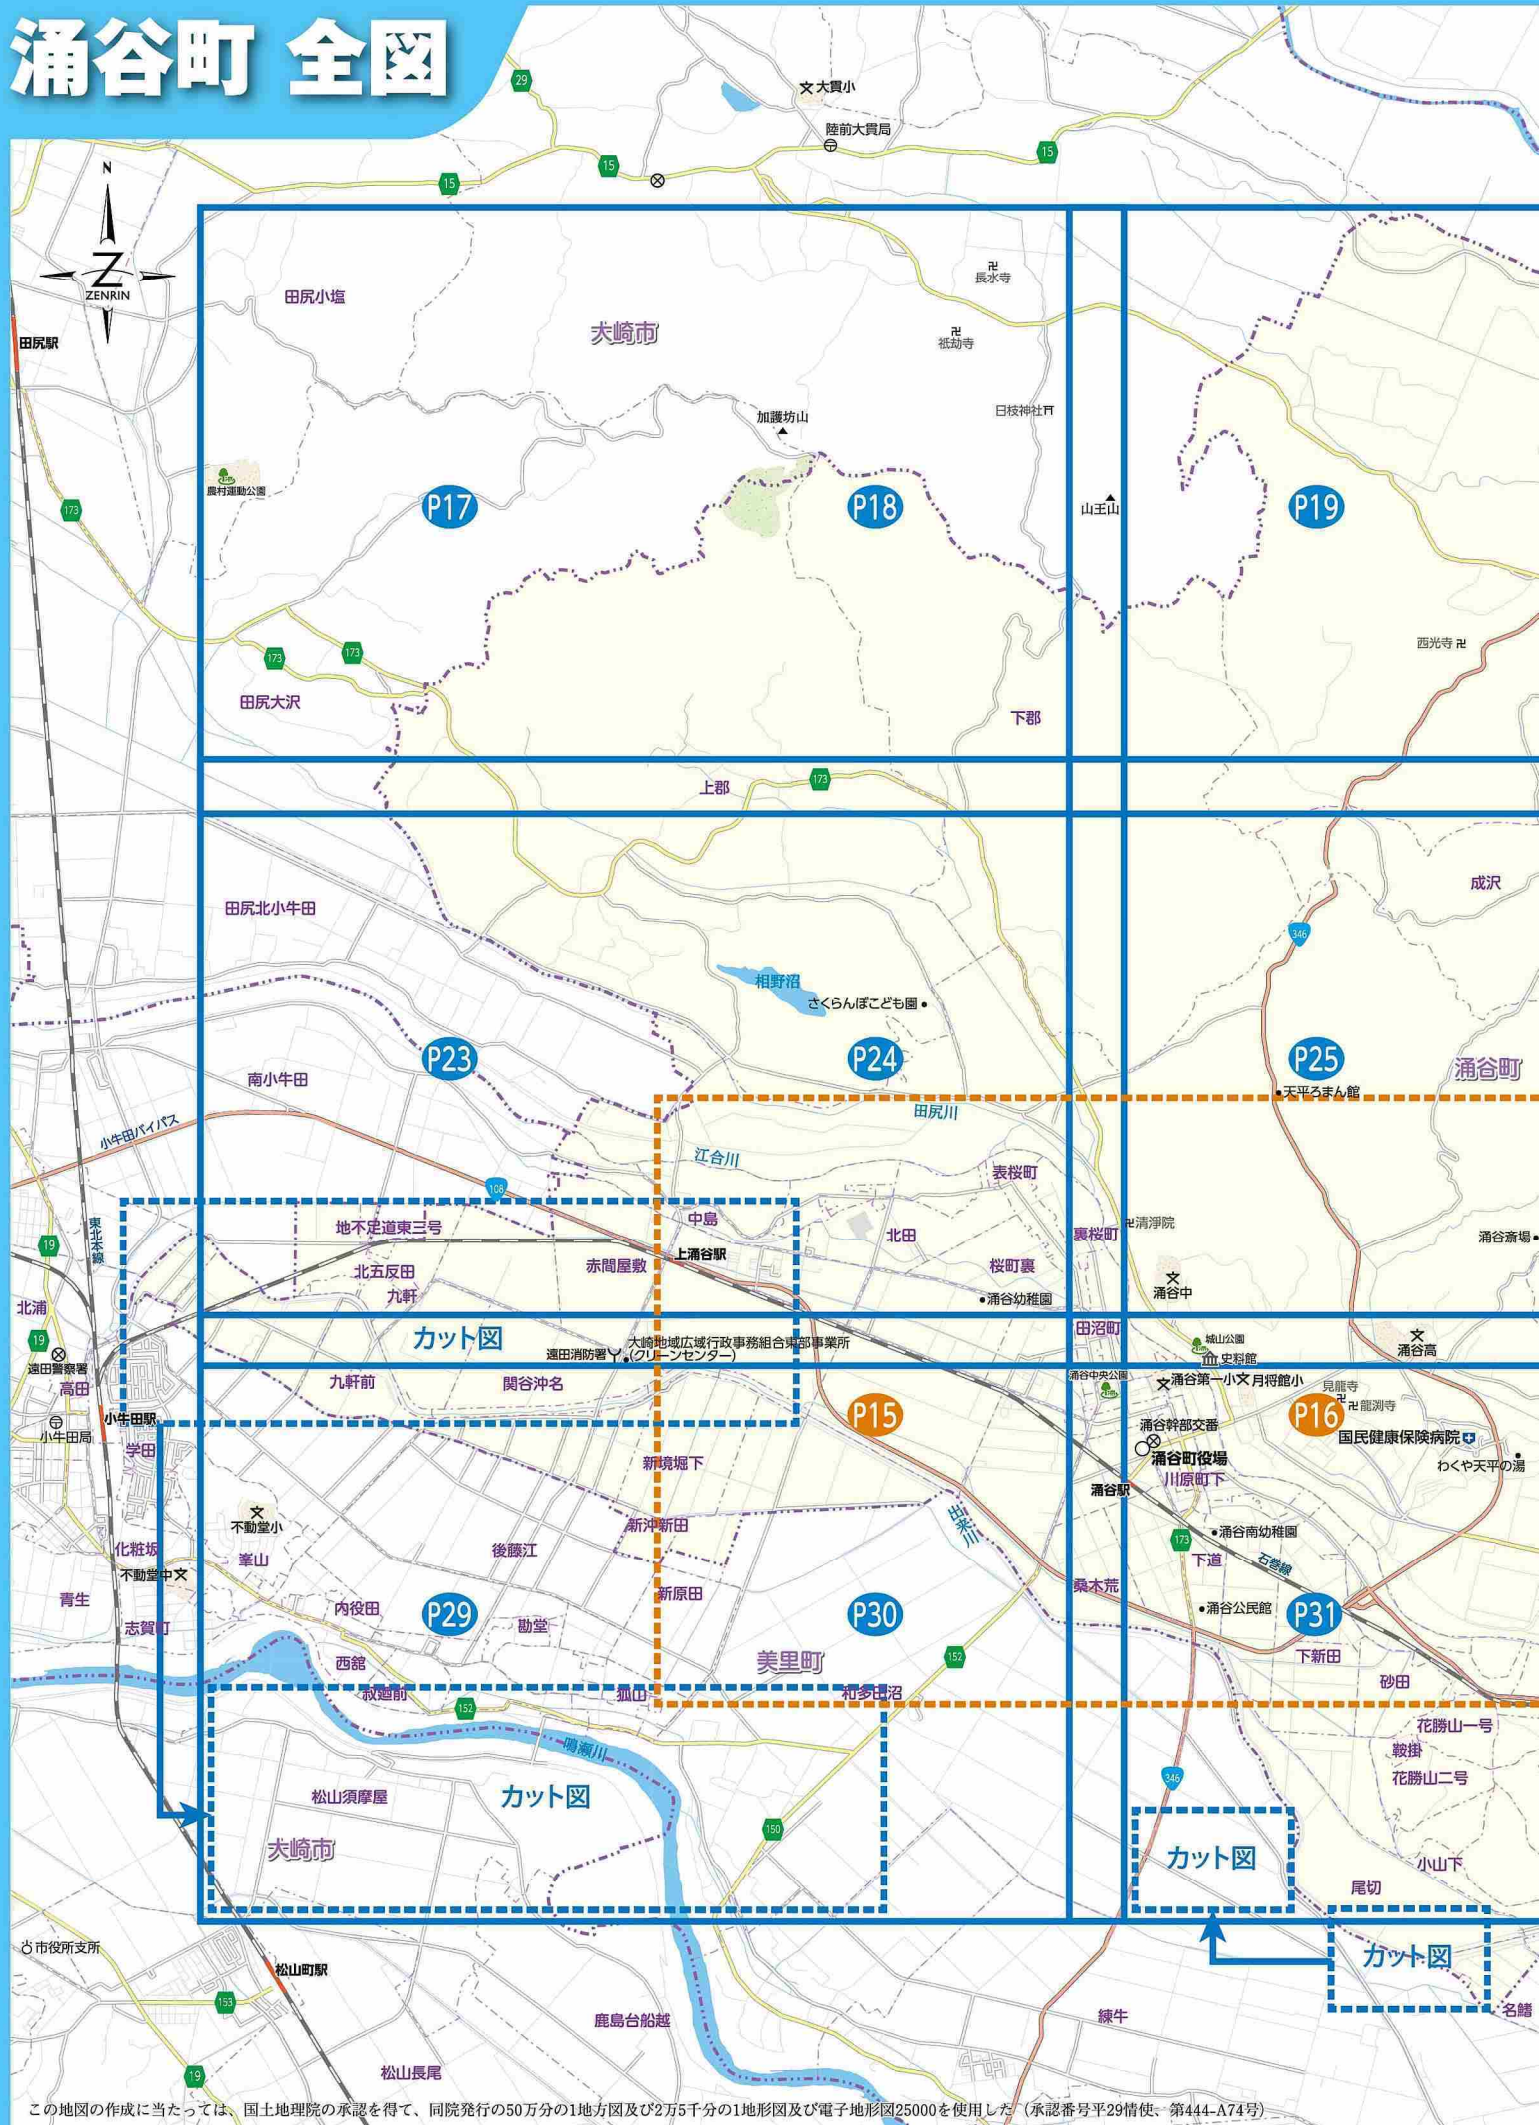 涌谷町 全図
29
大貫小
陸前大貫局
15
15
15
N
Z
ZENRIN
田尻駅
田尻小塩
大崎市
長水寺
祇劫寺
加護坊山
日枝神社
農村運動公園
173
P17
P18
山王山
P19
西光寺
173
173
田尻大沢
下郡
上郡
173
成沢
田尻北小牛田
346
相野沼
さくらんぼこども園
P23
P24
P25
涌谷町
南小牛田
天平ろまん館
田尻川
小牛田バイパス
江合川
表桜町
108
東北本線
地不足道東三号
中島
北田
裏桜町
清浄院
涌谷斎場
19
上涌谷駅
赤間屋敷
桜町裏
北五反田
九軒
涌谷幼稚園
涌谷中
北浦
田沼町
19
カット図
大崎地域広域行政事務組合東部事業所
(クリーンセンター)
遠田消防署
城山公園
史料館
涌谷高
遠田警察署
高田
九軒前
関谷沖名
涌谷中央公園
涌谷第一小
月将館小
見龍寺
龍渕寺
小牛田駅
小牛田局
P15
P16
涌谷幹部交番
国民健康保険病院
学田
涌谷町役場
わくや天平の湯
新境堀下
川原町下
涌谷駅
不動堂小
新沖新田
出来川
涌谷南幼稚園
173
化粧坂
峯山
後藤江
下道
石巻線
不動堂中
桑木荒
青生
新原田
内役田
P29
P30
涌谷公民館
P31
志賀町
勘堂
西舘
美里町
152
下新田
砂田
叔廻前
狐山
和多田沼
152
花勝山一号
鳴瀬川
鞍掛
花勝山二号
346
松山須摩屋
カット図
150
大崎市
カット図
小山下
尾切
市役所支所
カット図
松山町駅
153
名鰭
鹿島台船越
練牛
19
松山長尾
この地図の作成に当たっては、国土地理院の承認を得て、同院発行の50万分の1地方図及び2万5千分の1地形図及び電子地形図25000を使用した（承認番号平29情使、第444-A74号）